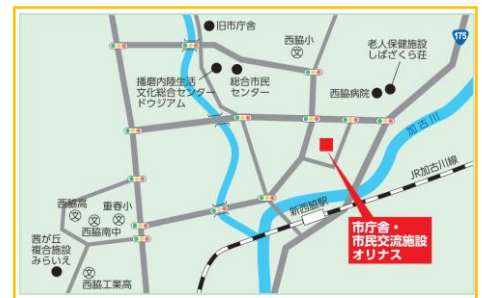 旧市庁舎
西脇小
文
175
老人保健施設
しばざくら荘
播磨内陸生活
文化総合センター
ドウジアム
総合市民
センター
西脇病院
加古川
JR加古川線
西脇高
文
重春小
文
文
西脇南中
新西脇駅
市庁舎・
市民交流施設
オリナス
茜が丘
複合施設
みらいえ
文
西脇工業高